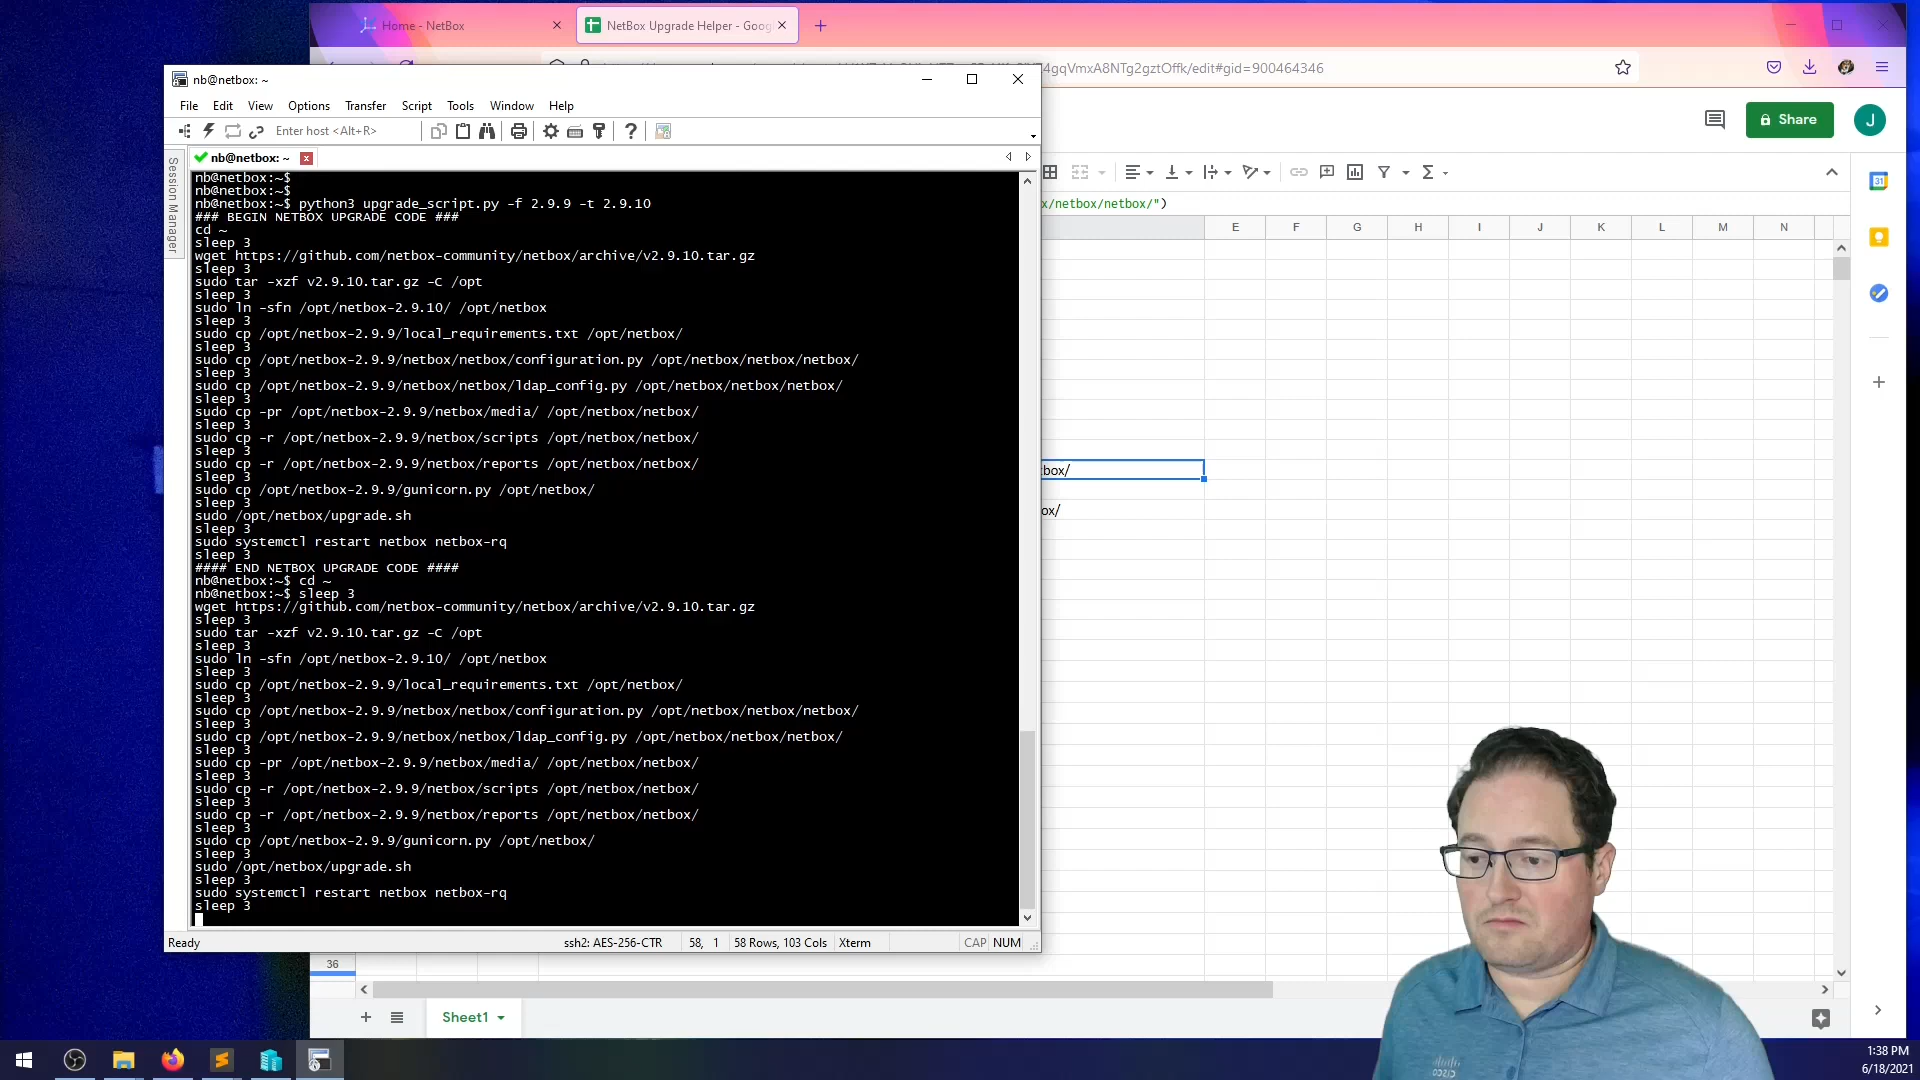 Home - NetBox
NetBox Upgrade Helper - Goog
4gqVmxA8NTg2gztOffk/edit#gid=900464346
nb@netbox: ~
File Edit View Options Transfer Script Tools Window Help
Enter host <Alt+R>
Share
J
Session Manager
nb@netbox: ~
31
x/netbox/netbox/")
E F G H I J K L M N
nb@netbox:~$
nb@netbox:~$
nb@netbox:~$ python3 upgrade_script.py -f 2.9.9 -t 2.9.10
### BEGIN NETBOX UPGRADE CODE ###
cd ~
sleep 3
wget https://github.com/netbox-community/netbox/archive/v2.9.10.tar.gz
sleep 3
sudo tar -xzf v2.9.10.tar.gz -C /opt
sleep 3
sudo ln -sfn /opt/netbox-2.9.10/ /opt/netbox
sleep 3
sudo cp /opt/netbox-2.9.9/local_requirements.txt /opt/netbox/
sleep 3
sudo cp /opt/netbox-2.9.9/netbox/netbox/configuration.py /opt/netbox/netbox/netbox/
sleep 3
sudo cp /opt/netbox-2.9.9/netbox/netbox/ldap_config.py /opt/netbox/netbox/netbox/
sleep 3
sudo cp -pr /opt/netbox-2.9.9/netbox/media/ /opt/netbox/netbox/
sleep 3
sudo cp -r /opt/netbox-2.9.9/netbox/scripts /opt/netbox/netbox/
sleep 3
sudo cp -r /opt/netbox-2.9.9/netbox/reports /opt/netbox/netbox/
sleep 3
sudo cp /opt/netbox-2.9.9/gunicorn.py /opt/netbox/
sleep 3
sudo /opt/netbox/upgrade.sh
sleep 3
sudo systemctl restart netbox netbox-rq
sleep 3
#### END NETBOX UPGRADE CODE ####
nb@netbox:~$ cd ~
nb@netbox:~$ sleep 3
wget https://github.com/netbox-community/netbox/archive/v2.9.10.tar.gz
sleep 3
sudo tar -xzf v2.9.10.tar.gz -C /opt
sleep 3
sudo ln -sfn /opt/netbox-2.9.10/ /opt/netbox
sleep 3
sudo cp /opt/netbox-2.9.9/local_requirements.txt /opt/netbox/
sleep 3
sudo cp /opt/netbox-2.9.9/netbox/netbox/configuration.py /opt/netbox/netbox/netbox/
sleep 3
sudo cp /opt/netbox-2.9.9/netbox/netbox/ldap_config.py /opt/netbox/netbox/netbox/
sleep 3
sudo cp -pr /opt/netbox-2.9.9/netbox/media/ /opt/netbox/netbox/
sleep 3
sudo cp -r /opt/netbox-2.9.9/netbox/scripts /opt/netbox/netbox/
sleep 3
sudo cp -r /opt/netbox-2.9.9/netbox/reports /opt/netbox/netbox/
sleep 3
sudo cp /opt/netbox-2.9.9/gunicorn.py /opt/netbox/
sleep 3
sudo /opt/netbox/upgrade.sh
sleep 3
sudo systemctl restart netbox netbox-rq
sleep 3
tbox/
ox/
Ready ssh2: AES-256-CTR 58, 1 58 Rows, 103 Cols Xterm CAP NUM
36
Sheet1
CISCO
1:38 PM
6/18/2021